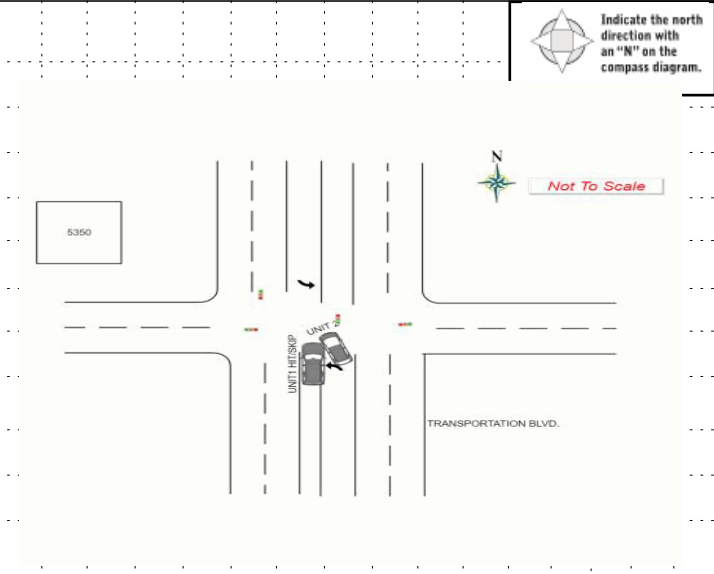 Indicate the north
direction with
an “N” on the
compass diagram.
N
Not To Scale
5350
UNIT 2
UNIT1 HIT/SKIP
TRANSPORTATION BLVD.